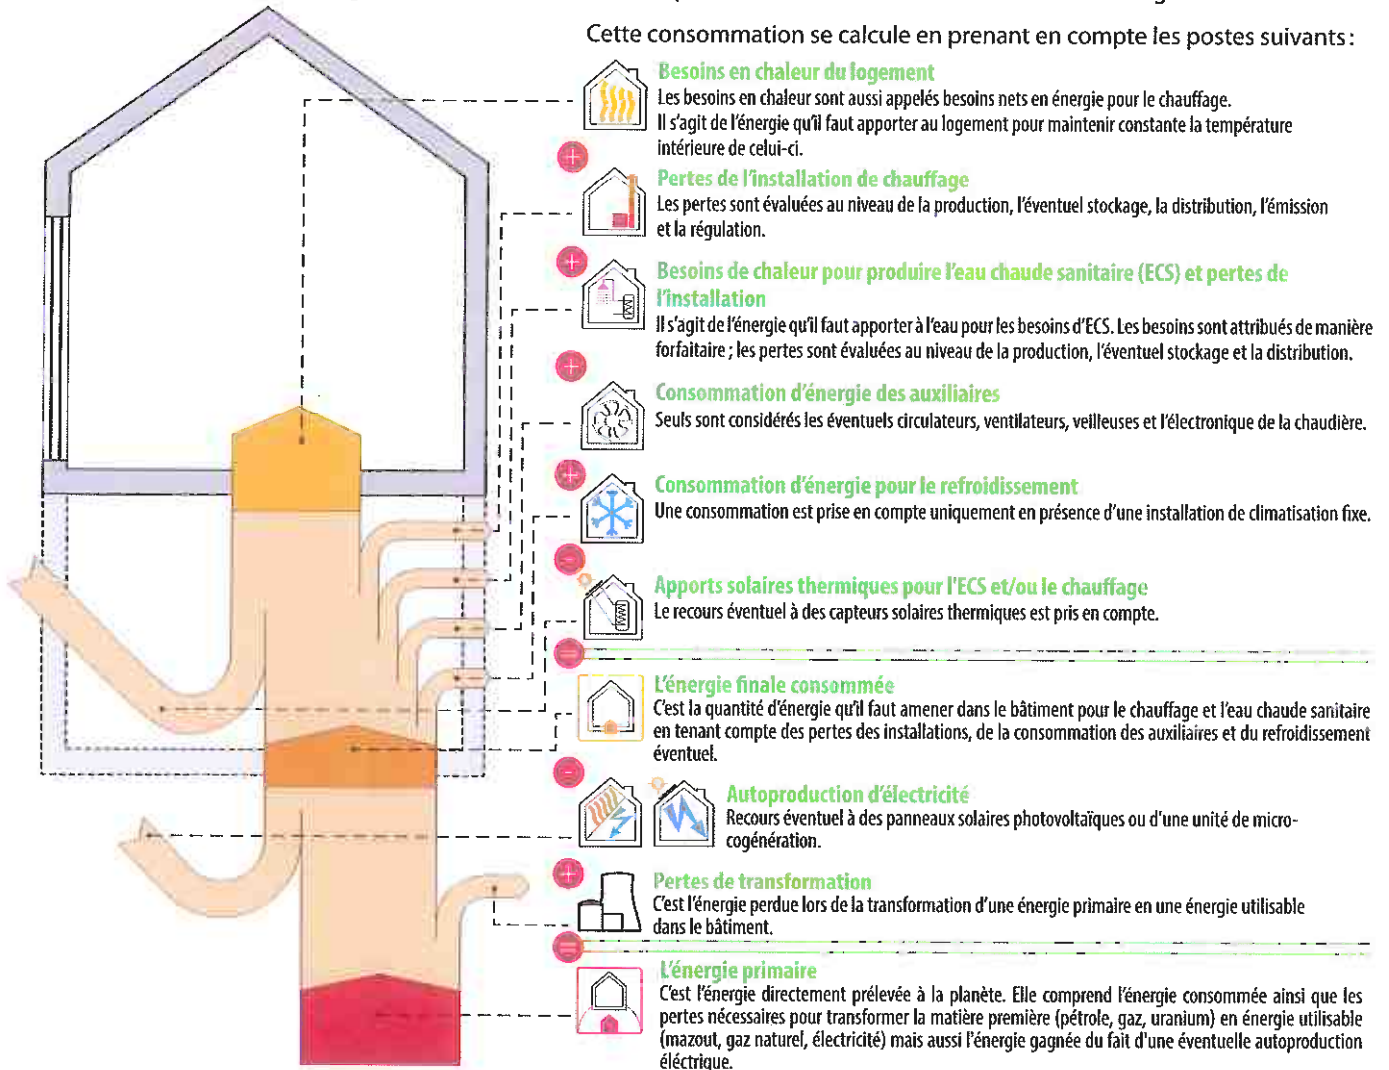 Cette consommation se calcule en prenant en compte les postes suivants :
Besoins en chaleur du logement
Les besoins en chaleur sont aussi appelés besoins nets en énergie pour le chauffage.
Il s'agit de l'énergie qu'il faut apporter au logement pour maintenir constante la température
intérieure de celui-ci.
Pertes de l'installation de chauffage
Les pertes sont évaluées au niveau de la production, l'éventuel stockage, la distribution, l'émission
et la régulation.
Besoins de chaleur pour produire l'eau chaude sanitaire (ECS) et pertes de
l'installation
Il s'agit de l'énergie qu'il faut apporter à l'eau pour les besoins d'ECS. Les besoins sont attribués de manière
forfaitaire ; les pertes sont évaluées au niveau de la production, l'éventuel stockage et la distribution.
Consommation d'énergie des auxiliaires
Seuls sont considérés les éventuels circulateurs, ventilateurs, veilleuses et l'électronique de la chaudière.
Consommation d'énergie pour le refroidissement
Une consommation est prise en compte uniquement en présence d'une installation de climatisation fixe.
Apports solaires thermiques pour l'ECS et/ou le chauffage
Le recours éventuel à des capteurs solaires thermiques est pris en compte.
L'énergie finale consommée
C'est la quantité d'énergie qu'il faut amener dans le bâtiment pour le chauffage et l'eau chaude sanitaire
en tenant compte des pertes des installations, de la consommation des auxiliaires et du refroidissement
éventuel.
Autoproduction d'électricité
Recours éventuel à des panneaux solaires photovoltaïques ou d'une unité de micro-
cogénération.
Pertes de transformation
C'est l'énergie perdue lors de la transformation d'une énergie primaire en une énergie utilisable
dans le bâtiment.
L'énergie primaire
C'est l'énergie directement prélevée à la planète. Elle comprend l'énergie consommée ainsi que les
pertes nécessaires pour transformer la matière première (pétrole, gaz, uranium) en énergie utilisable
(mazout, gaz naturel, électricité) mais aussi l'énergie gagnée du fait d'une éventuelle autoproduction
éléctrique.